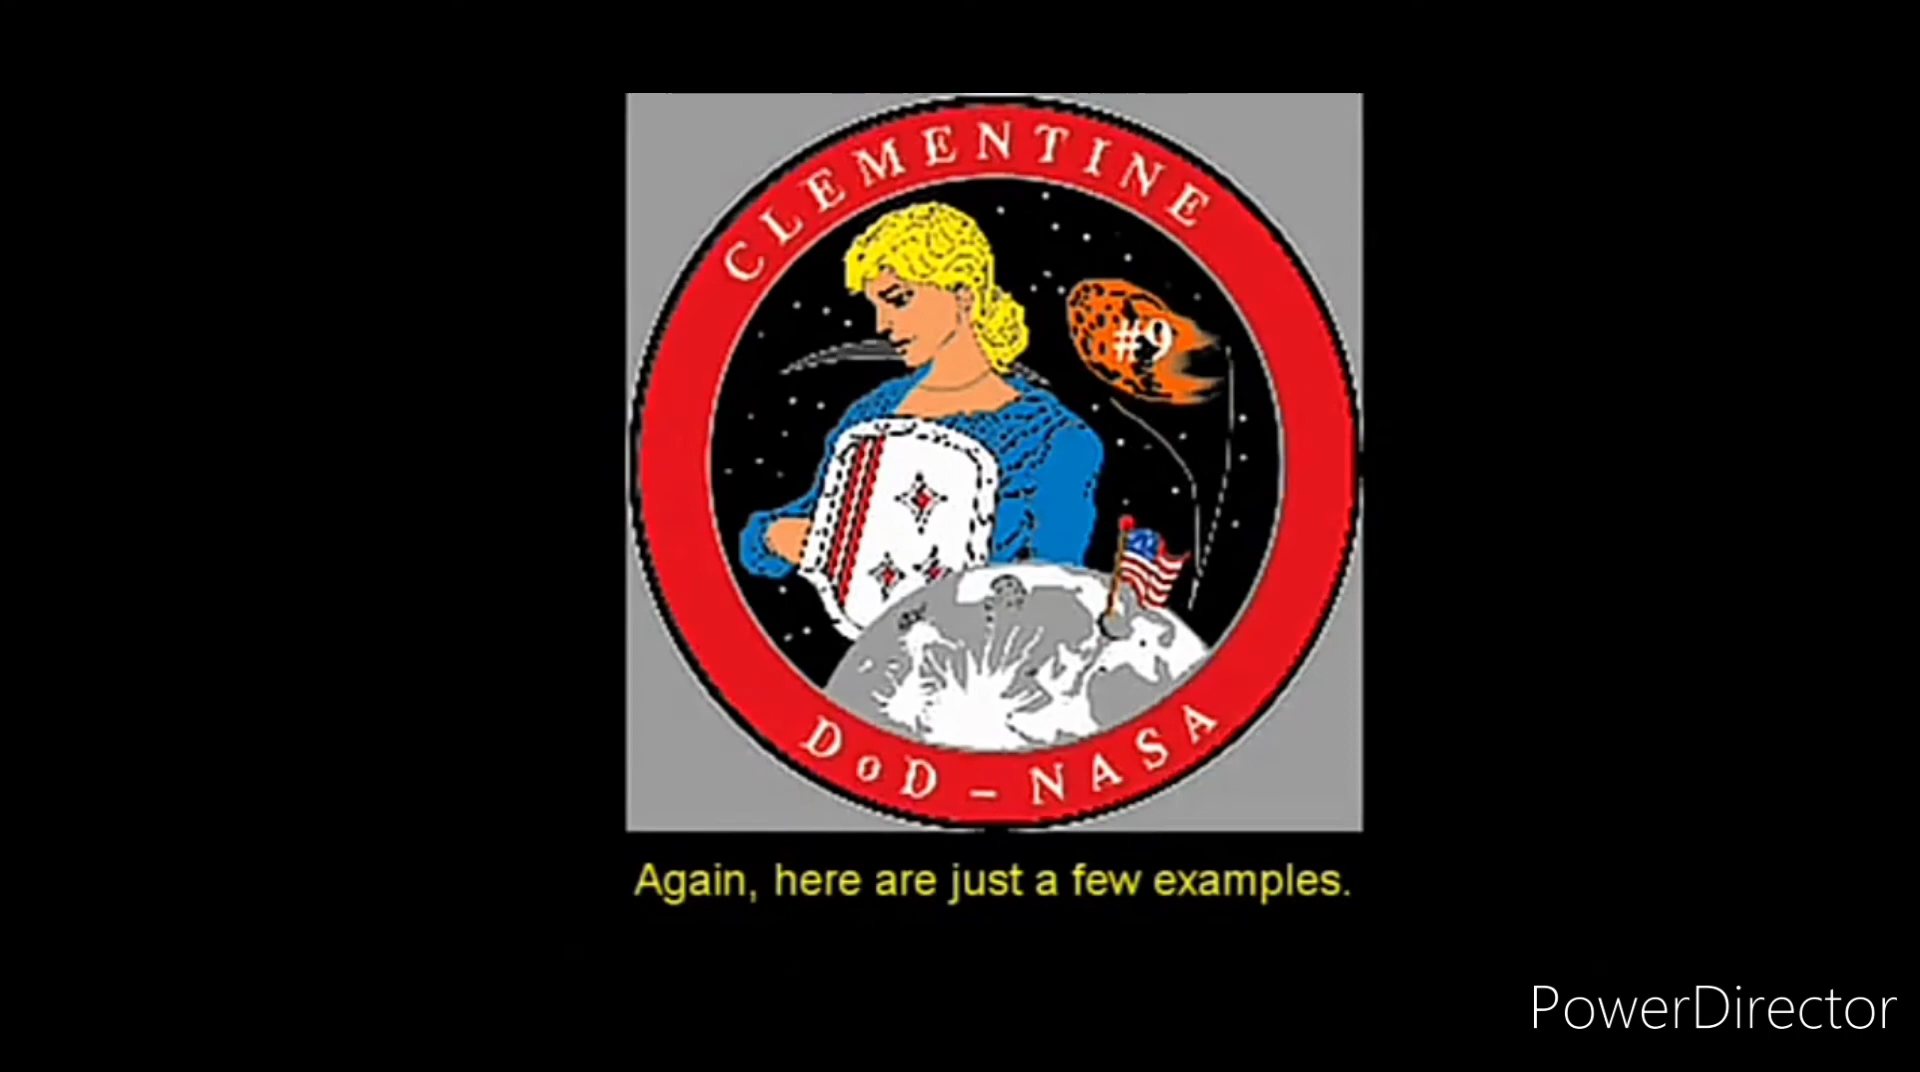 CLEMENTINE
#9
DoD – NASA
Again, here are just a few examples.
PowerDirector